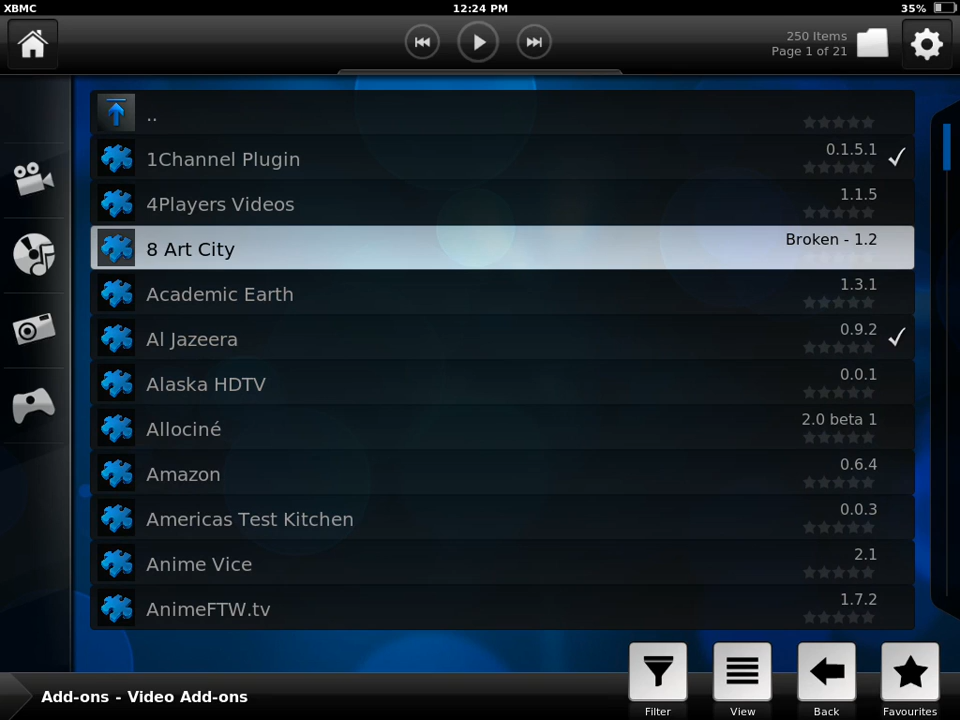 XBMC 12:24 PM 35%
250 Items
Page 1 of 21
..
1Channel Plugin 0.1.5.1
4Players Videos 1.1.5
8 Art City Broken - 1.2
Academic Earth 1.3.1
Al Jazeera 0.9.2
Alaska HDTV 0.0.1
Allociné 2.0 beta 1
Amazon 0.6.4
Americas Test Kitchen 0.0.3
Anime Vice 2.1
AnimeFTW.tv 1.7.2
Add-ons - Video Add-ons
Filter View Back Favourites